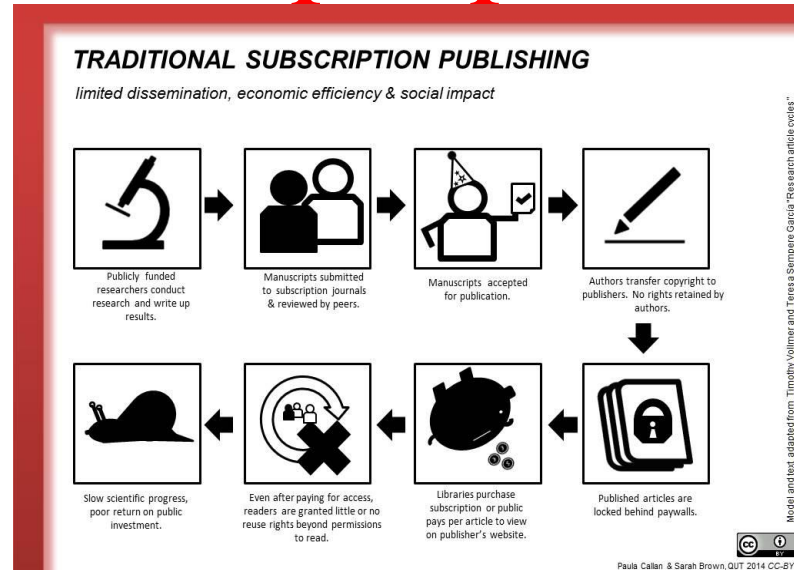 TRADITIONAL SUBSCRIPTION PUBLISHING
limited dissemination, economic efficiency & social impact
Publicly funded
researchers conduct
research and write up
results.
Manuscripts submitted
to subscription journals
& reviewed by peers.
Manuscripts accepted
for publication.
Authors transfer copyright to
publishers. No rights retained by
authors.
Slow scientific progress,
poor return on public
investment.
Even after paying for access,
readers are granted little or no
reuse rights beyond permissions
to read.
Libraries purchase
subscription or public
pays per article to view
on publisher's website.
Published articles are
locked behind paywalls.
Model and text adapted from Timothy Vollmer and Teresa Sempere Garcia "Research article cycles"
cc
BY
Paula Callan & Sarah Brown, QUT 2014 CC-BY